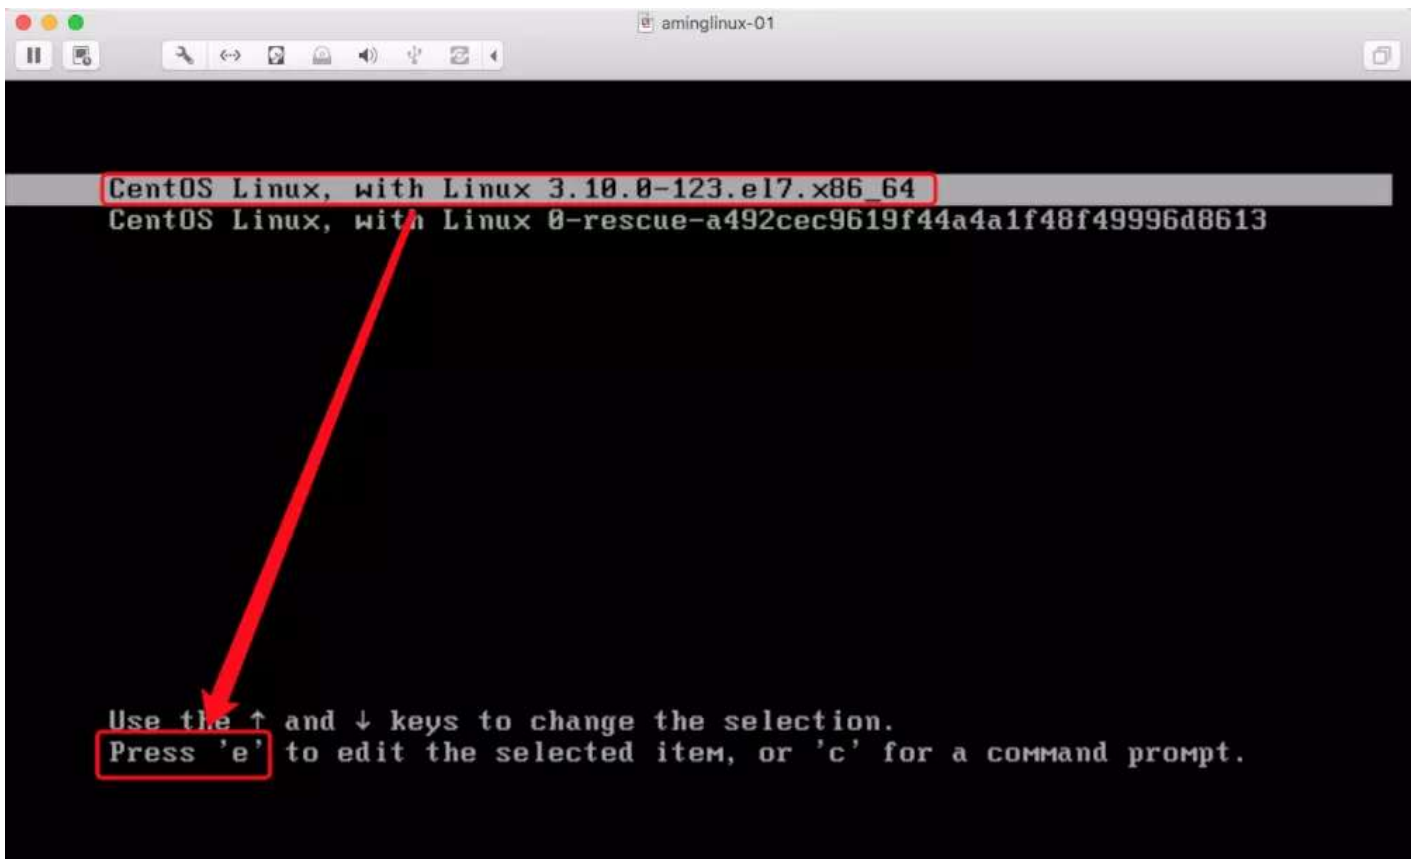 aminglinux-01
CentOS Linux, with Linux 3.10.0-123.el7.x86_64
CentOS Linux, with Linux 0-rescue-a492cec9619f44a4a1f48f49996d8613
Use the ↑ and ↓ keys to change the selection.
Press 'e' to edit the selected item, or 'c' for a command prompt.